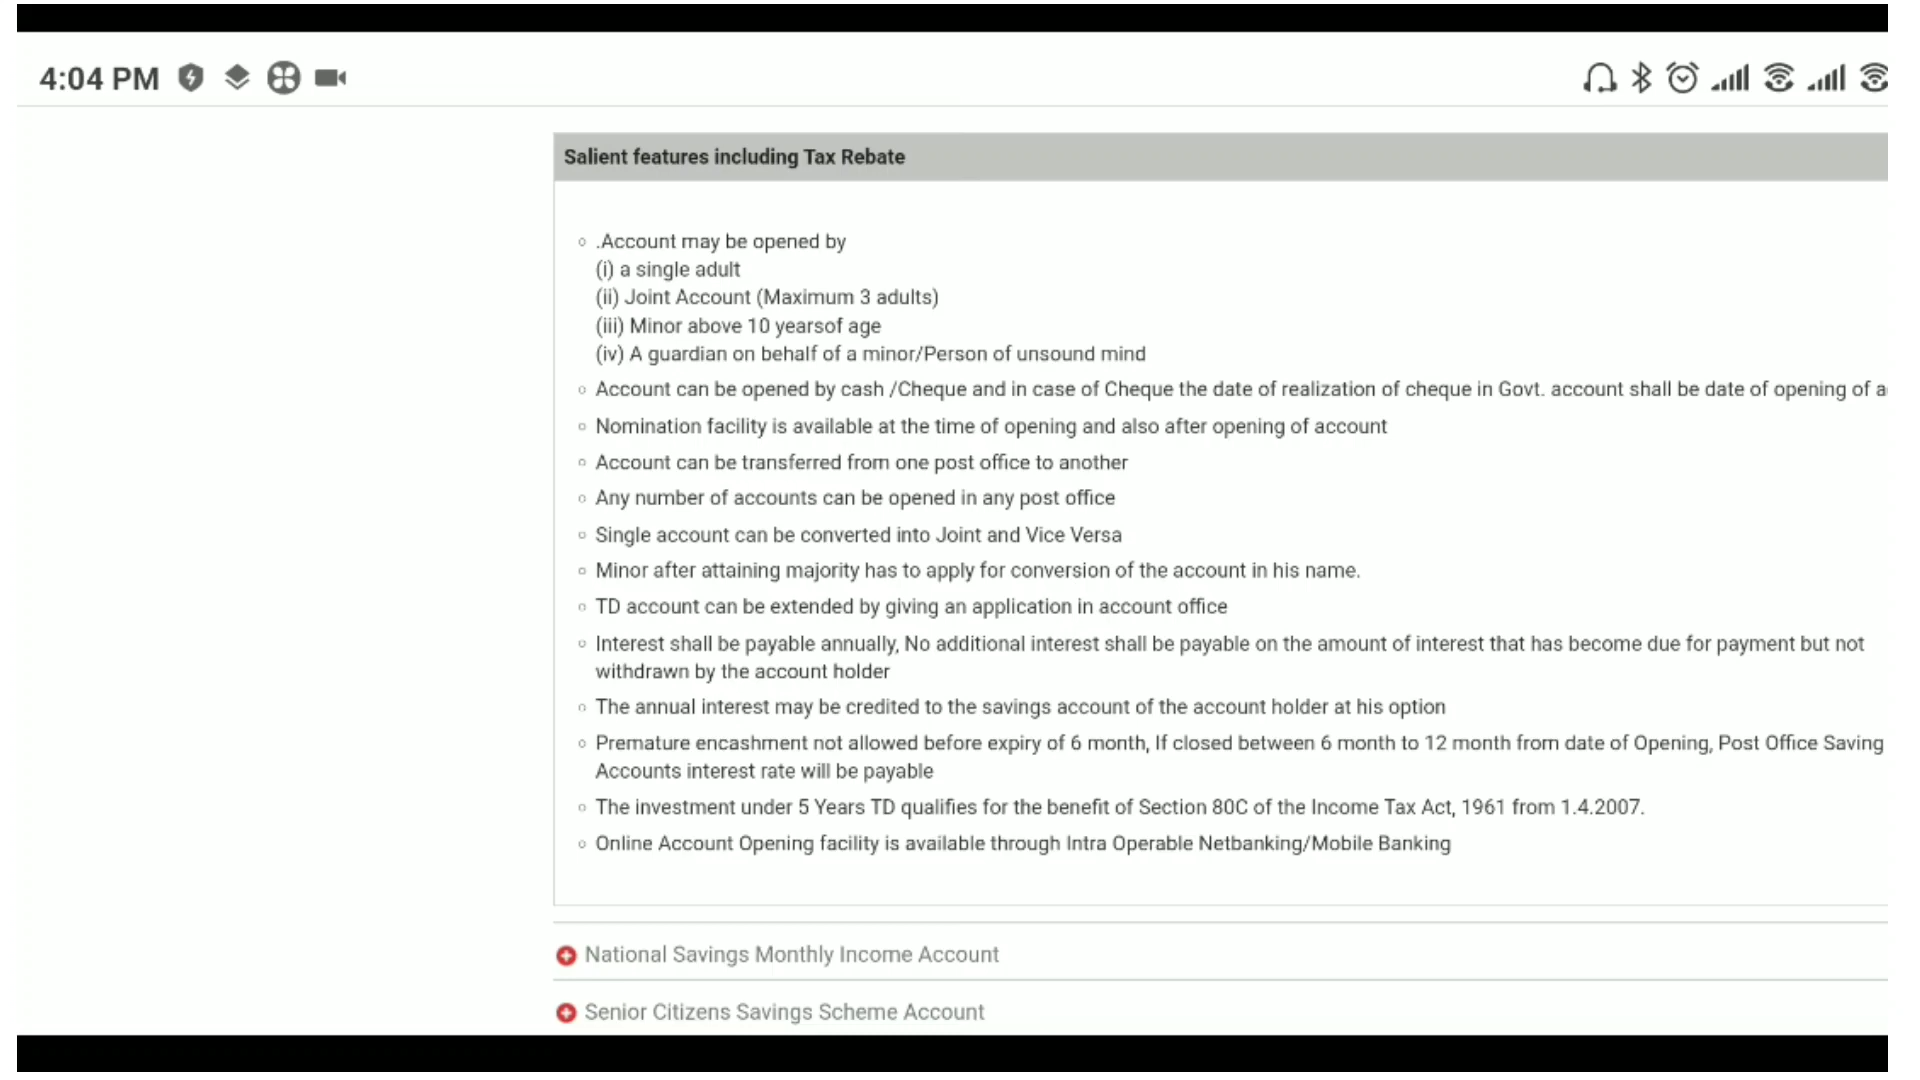 4:04 PM
Salient features including Tax Rebate
.Account may be opened by
(i) a single adult
(ii) Joint Account (Maximum 3 adults)
(iii) Minor above 10 yearsof age
(iv) A guardian on behalf of a minor/Person of unsound mind
Account can be opened by cash /Cheque and in case of Cheque the date of realization of cheque in Govt. account shall be date of opening of
Nomination facility is available at the time of opening and also after opening of account
Account can be transferred from one post office to another
Any number of accounts can be opened in any post office
Single account can be converted into Joint and Vice Versa
Minor after attaining majority has to apply for conversion of the account in his name.
TD account can be extended by giving an application in account office
Interest shall be payable annually, No additional interest shall be payable on the amount of interest that has become due for payment but not
withdrawn by the account holder
The annual interest may be credited to the savings account of the account holder at his option
Premature encashment not allowed before expiry of 6 month, If closed between 6 month to 12 month from date of Opening, Post Office Saving
Accounts interest rate will be payable
The investment under 5 Years TD qualifies for the benefit of Section 80C of the Income Tax Act, 1961 from 1.4.2007.
Online Account Opening facility is available through Intra Operable Netbanking/Mobile Banking
National Savings Monthly Income Account
Senior Citizens Savings Scheme Account